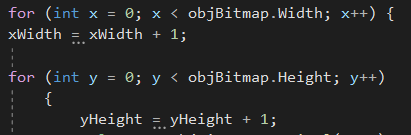 for (int x = 0; x < objBitmap.Width; x++) {
xWidth = xWidth + 1;
for (int y = 0; y < objBitmap.Height; y++)
{
yHeight = yHeight + 1;